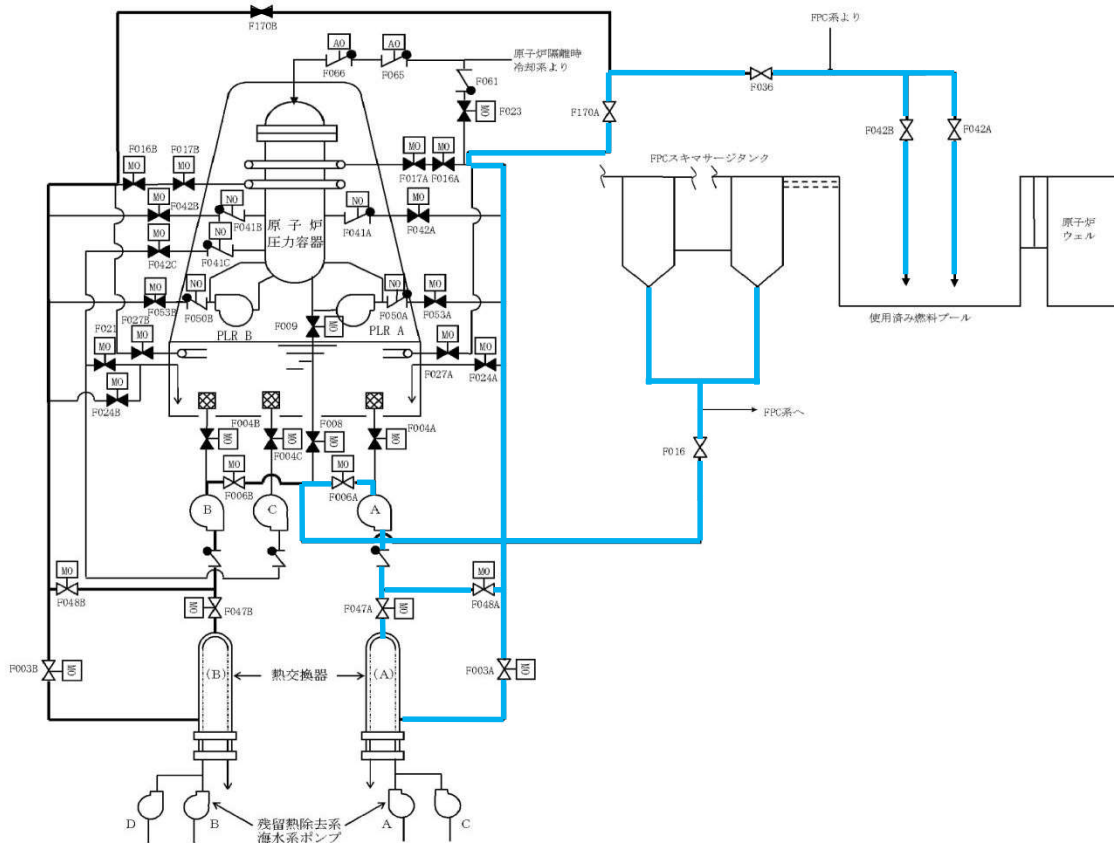 F170B
AO
F066
AO
F065
原子炉隔離時
冷却系より
F061
MO
F023
FPC系より
F036
F170A
F042B
F042A
FPCスキマサージタンク
F016B
F017B
MO
MO
MO
MO
F017A
F016A
MO
F042B
NO
F041B
NO
F041A
MO
F042A
原子炉
圧力容器
MO
F042C
NO
F041C
原子炉
ウェル
MO
F053B
NO
F050B
NO
F050A
MO
F053A
使用済み燃料プール
PLR B
F009
MO
PLR A
F021
F027B
MO
MO
MO
F027A
MO
F024A
MO
F024B
FPC系へ
F004B
F008
F004A
MO
F004C
MO
MO
MO
F016
MO
F006B
MO
F006A
B
C
A
MO
F048B
MO
F047B
F047A
MO
MO
F048A
F003B
MO
(B)
熱交換器
(A)
F003A
MO
D
B
残留熱除去系
海水系ポンプ
A
C